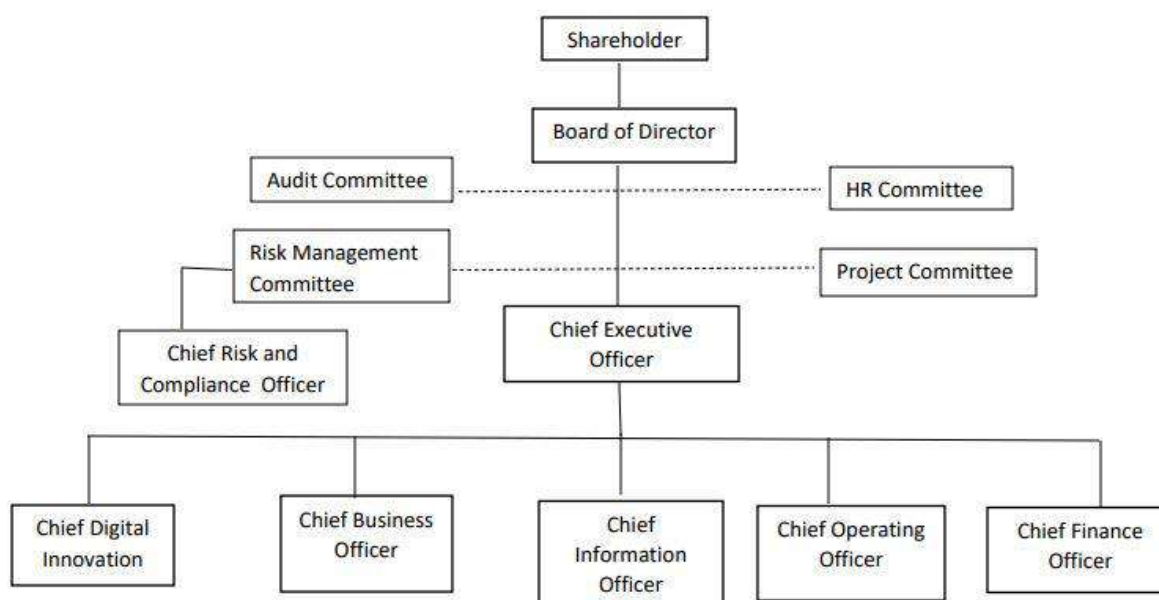 Shareholder
Board of Director
Audit Committee
HR Committee
Risk Management
Committee
Project Committee
Chief Executive
Officer
Chief Risk and
Compliance Officer
Chief Digital
Innovation
Chief Business
Officer
Chief
Information
Officer
Chief Operating
Officer
Chief Finance
Officer